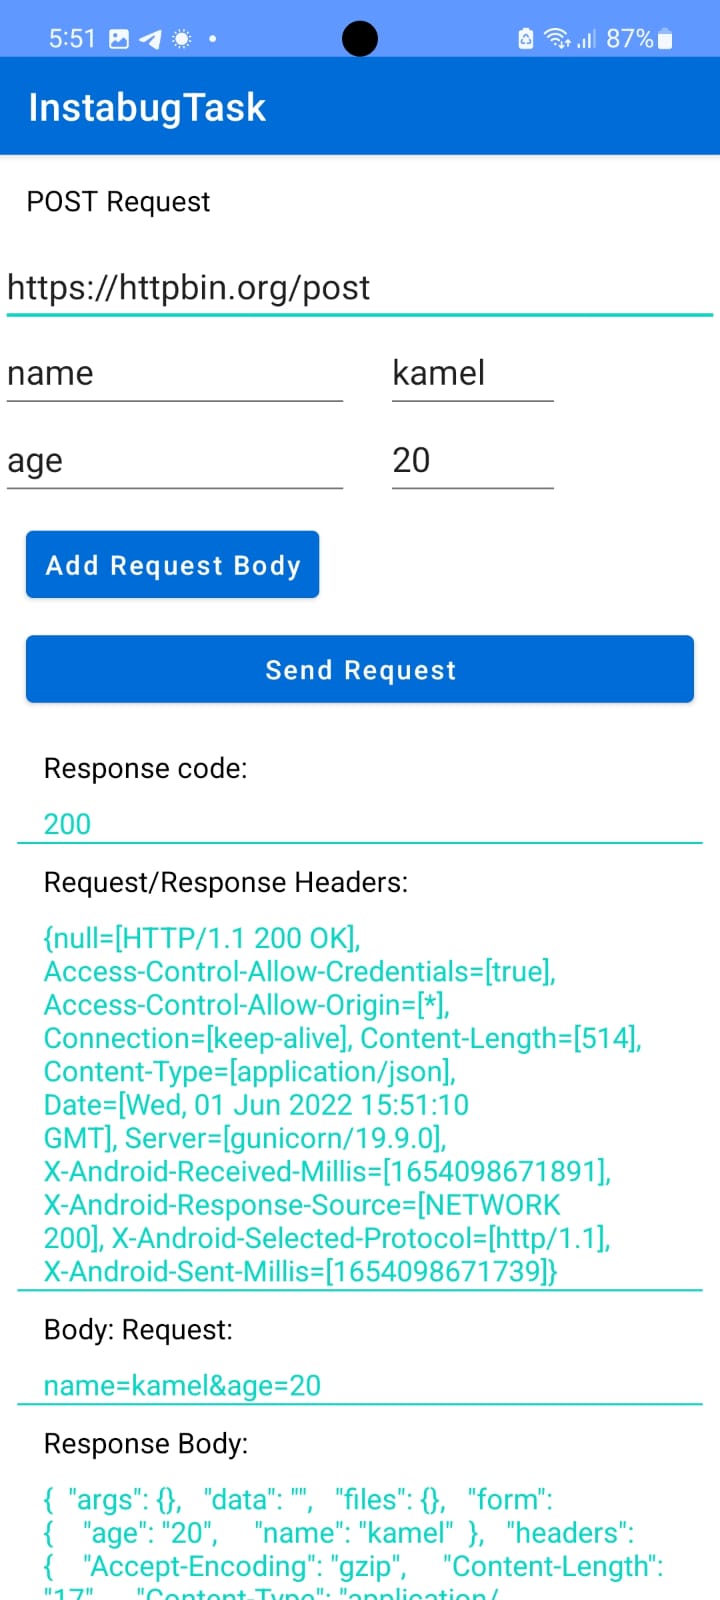 5:51 87%
InstabugTask
POST Request
https://httpbin.org/post
name kamel
age 20
Add Request Body
Send Request
Response code:
200
Request/Response Headers:
{null=[HTTP/1.1 200 OK],
Access-Control-Allow-Credentials=[true],
Access-Control-Allow-Origin=[*],
Connection=[keep-alive], Content-Length=[514],
Content-Type=[application/json],
Date=[Wed, 01 Jun 2022 15:51:10
GMT], Server=[gunicorn/19.9.0],
X-Android-Received-Millis=[1654098671891],
X-Android-Response-Source=[NETWORK
200], X-Android-Selected-Protocol=[http/1.1],
X-Android-Sent-Millis=[1654098671739]}
Body: Request:
name=kamel&age=20
Response Body:
{ "args": {}, "data": "", "files": {}, "form":
{ "age": "20", "name": "kamel" }, "headers":
{ "Accept-Encoding": "gzip", "Content-Length":
"17", "Content-Type": "application/